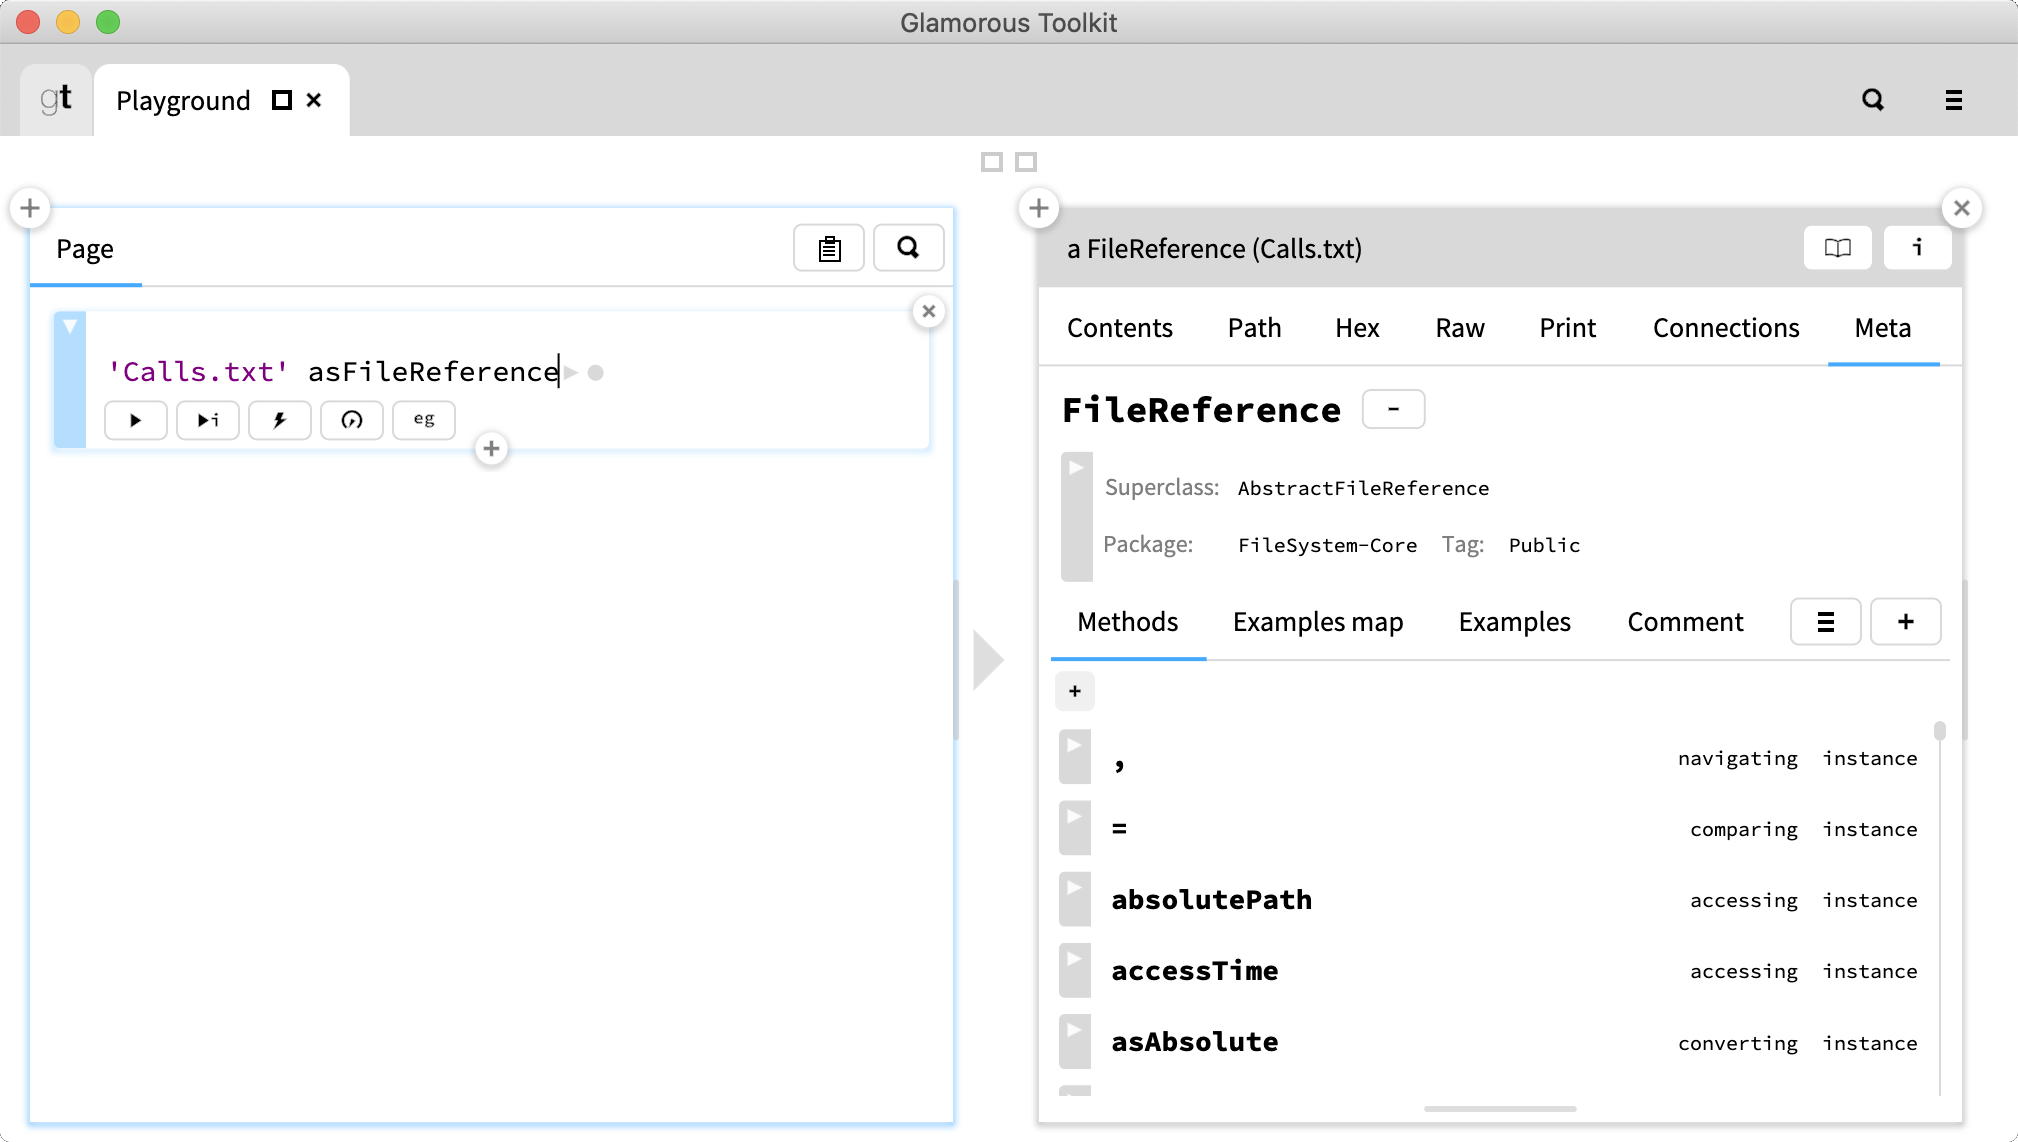 Glamorous Toolkit
gt Playground
Page
'Calls.txt' asFileReference
i
eg
a FileReference (Calls.txt)
i
Contents Path Hex Raw Print Connections Meta
FileReference -
Superclass: AbstractFileReference
Package: FileSystem-Core Tag: Public
Methods Examples map Examples Comment +
+
, navigating instance
= comparing instance
absolutePath accessing instance
accessTime accessing instance
asAbsolute converting instance